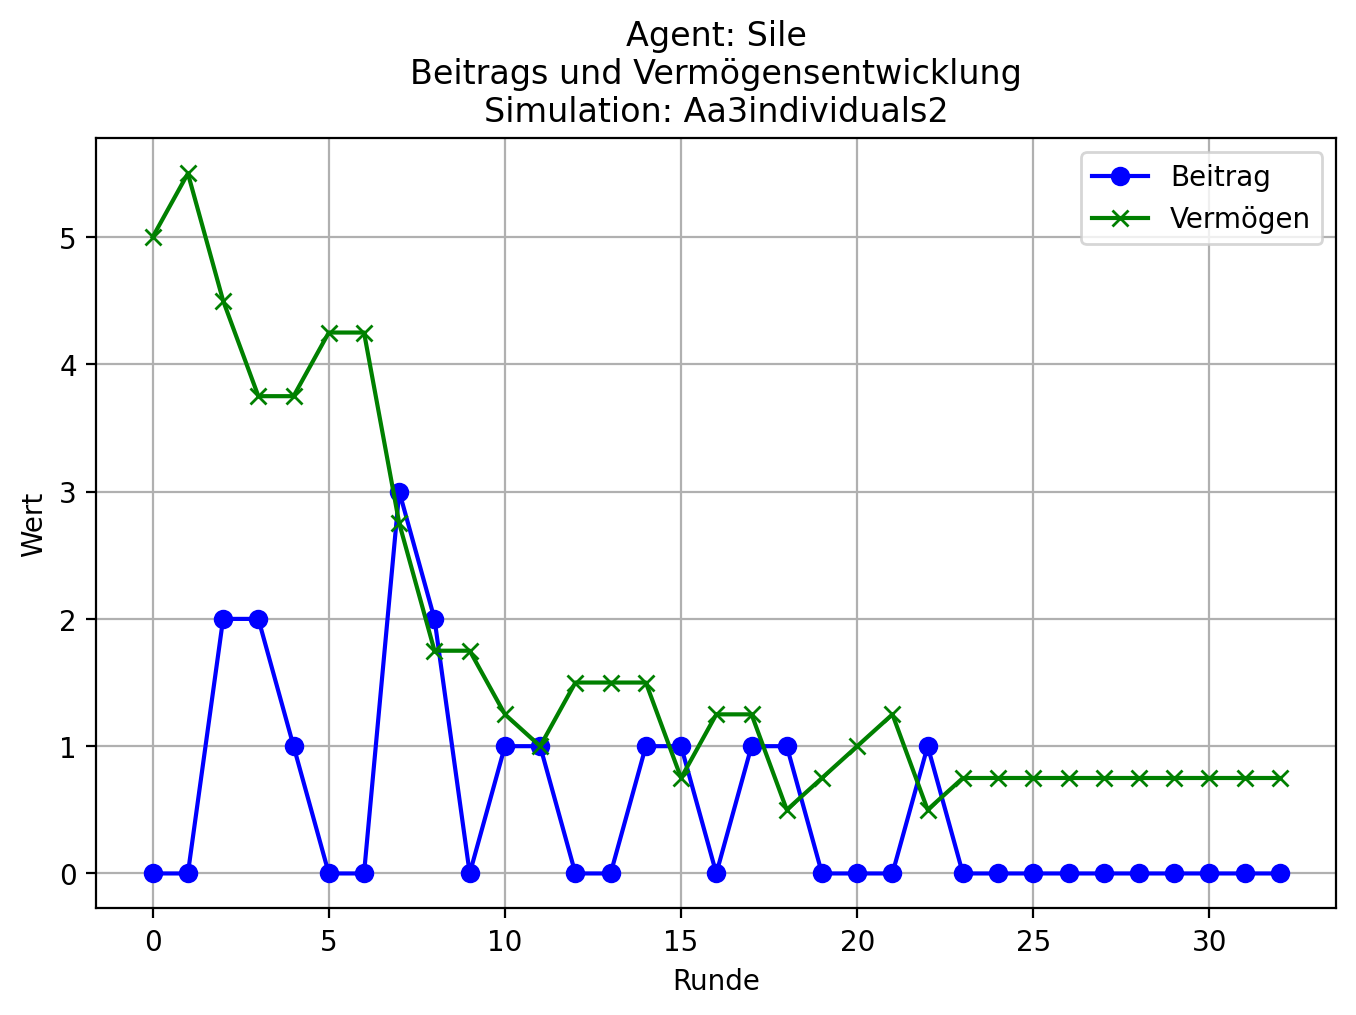 Agent: Sile
Beitrags und Vermögensentwicklung
Simulation: Aa3individuals2
Beitrag
Vermögen
Wert
5
4
3
2
1
0
0 5 10 15 20 25 30
Runde